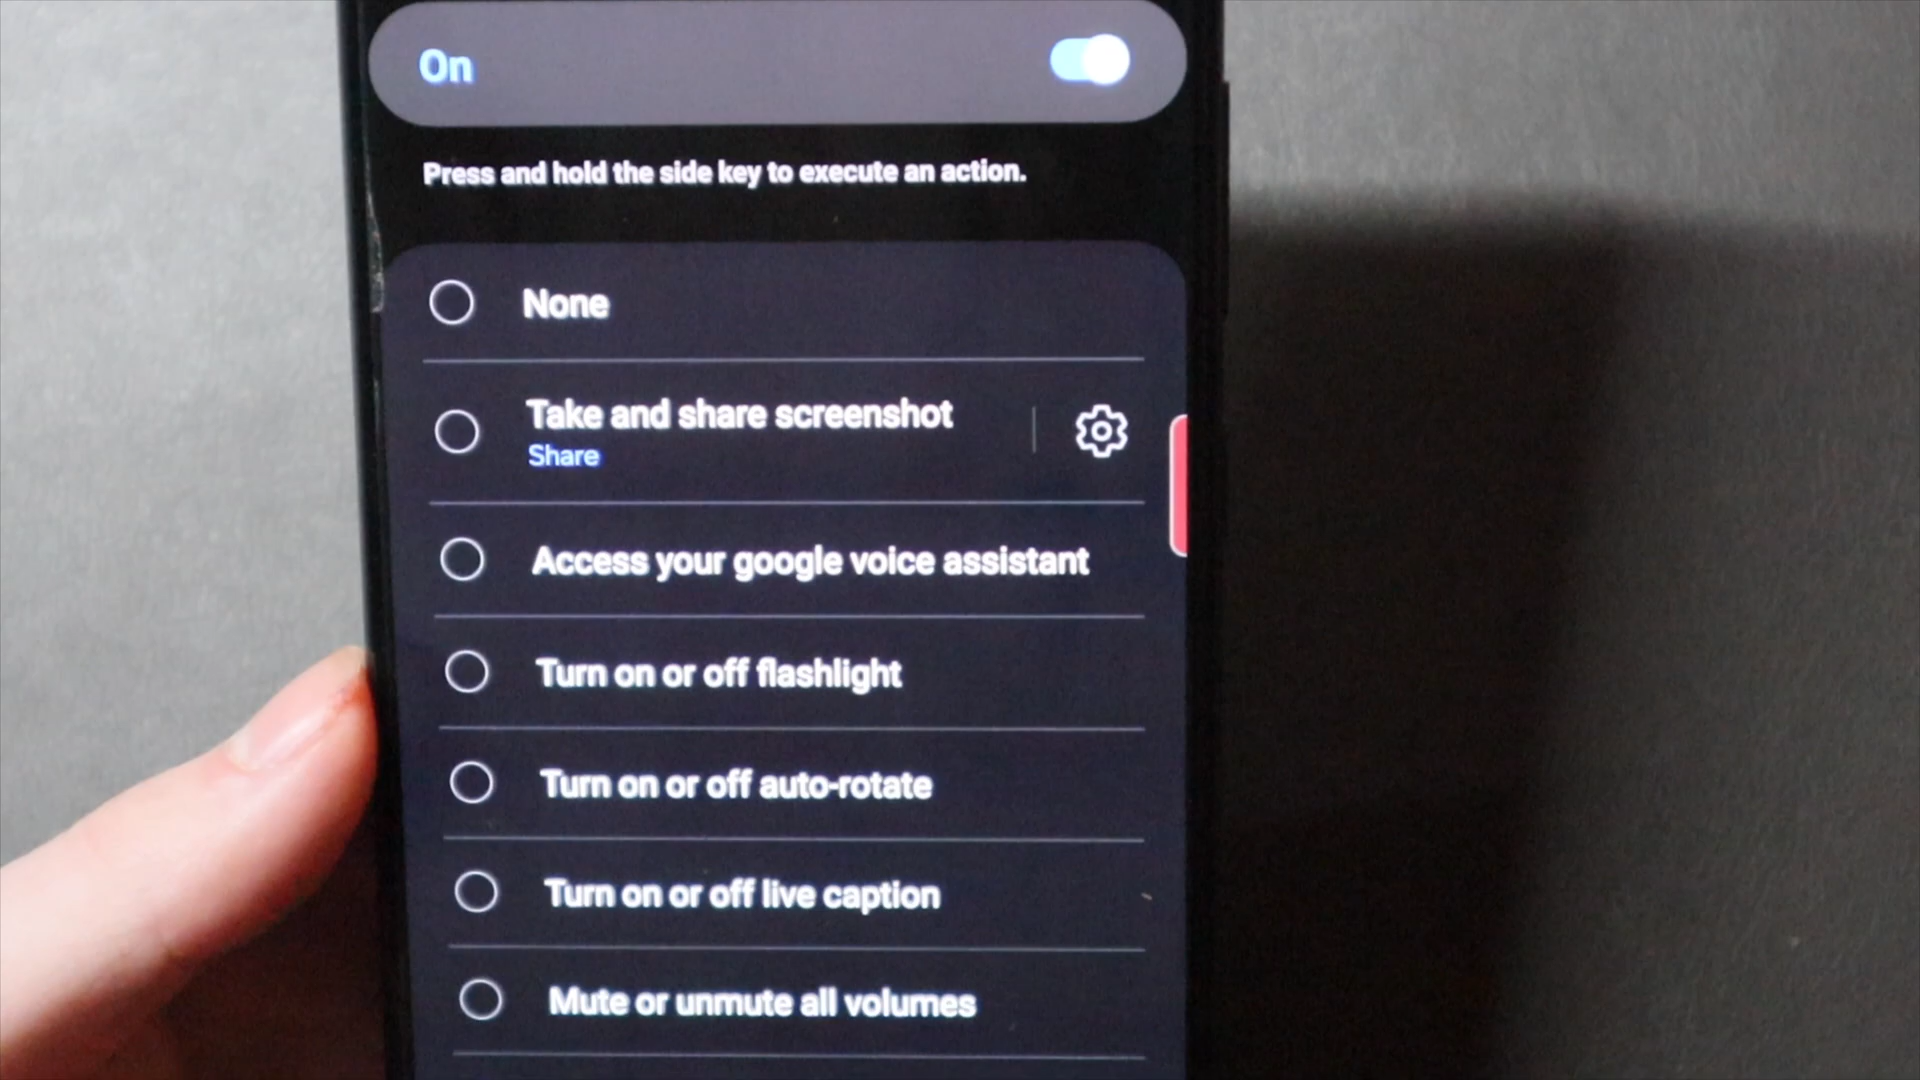 On
Press and hold the side key to execute an action.
None
Take and share screenshot
Share
Access your google voice assistant
Turn on or off flashlight
Turn on or off auto-rotate
Turn on or off live caption
Mute or unmute all volumes